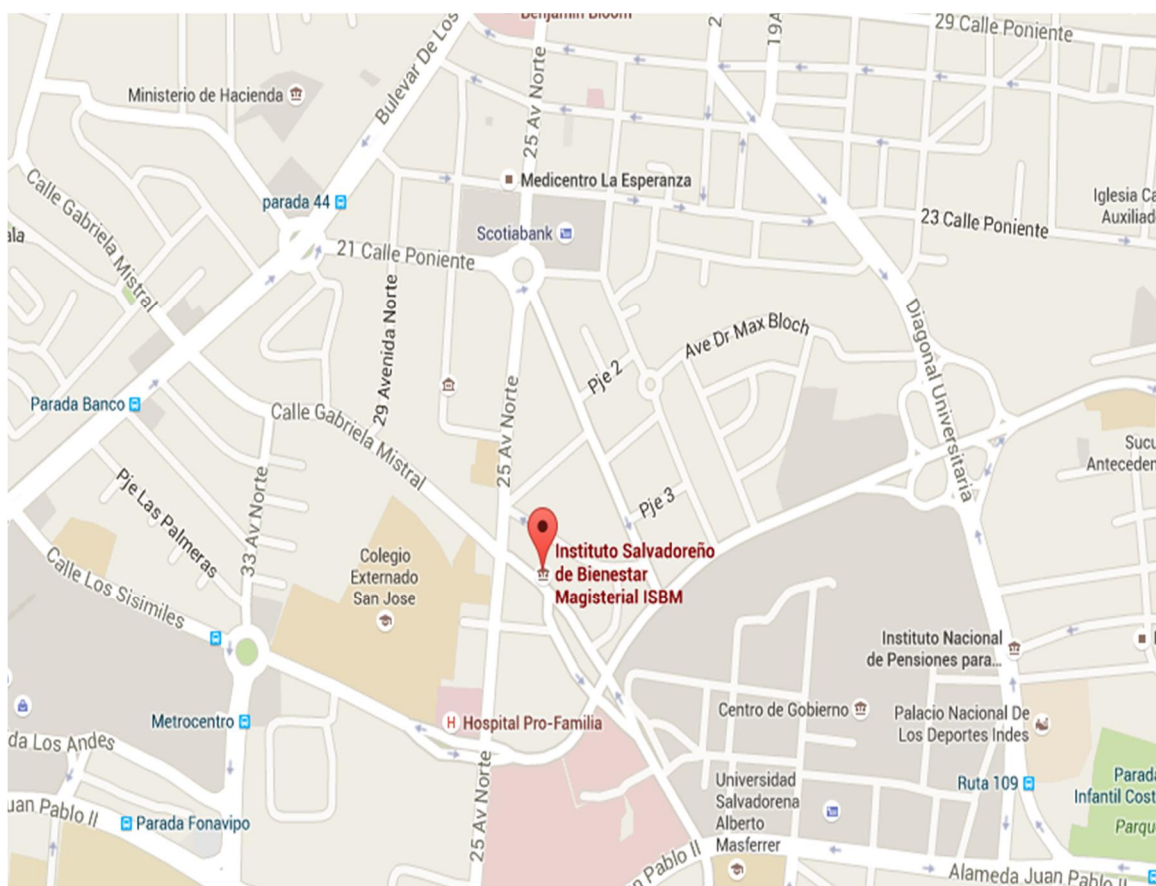 Benjamin Bloom
29 Calle Poniente
19A
2
Bulevar De Los
Ministerio de Hacienda
25 Av Norte
Medicentro La Esperanza
Calle Gabriela Mistral
parada 44
Iglesia Ca
Auxiliado
23 Calle Poniente
Scotiabank
ala
21 Calle Poniente
29 Avenida Norte
Diagonal Universitaria
Ave Dr Max Bloch
Pje 2
Parada Banco
Calle Gabriela Mistral
25 Av Norte
Sucu
Anteceden
Pje Las Palmeras
33 Av Norte
Pje 3
Colegio
Externado
San Jose
Instituto Salvadoreño
de Bienestar
Magisterial ISBM
Calle Los Sisimiles
Instituto Nacional
de Pensiones para...
Metrocentro
H Hospital Pro-Familia
Centro de Gobierno
Palacio Nacional De
Los Deportes Indes
da Los Andes
Universidad
Salvadorena
Alberto
Masferrer
Ruta 109
Parada
Infantil Cost
Parqu
uan Pablo II
Parada Fonavipo
25 Av Norte
n Pablo II
Alameda Juan Pablo II